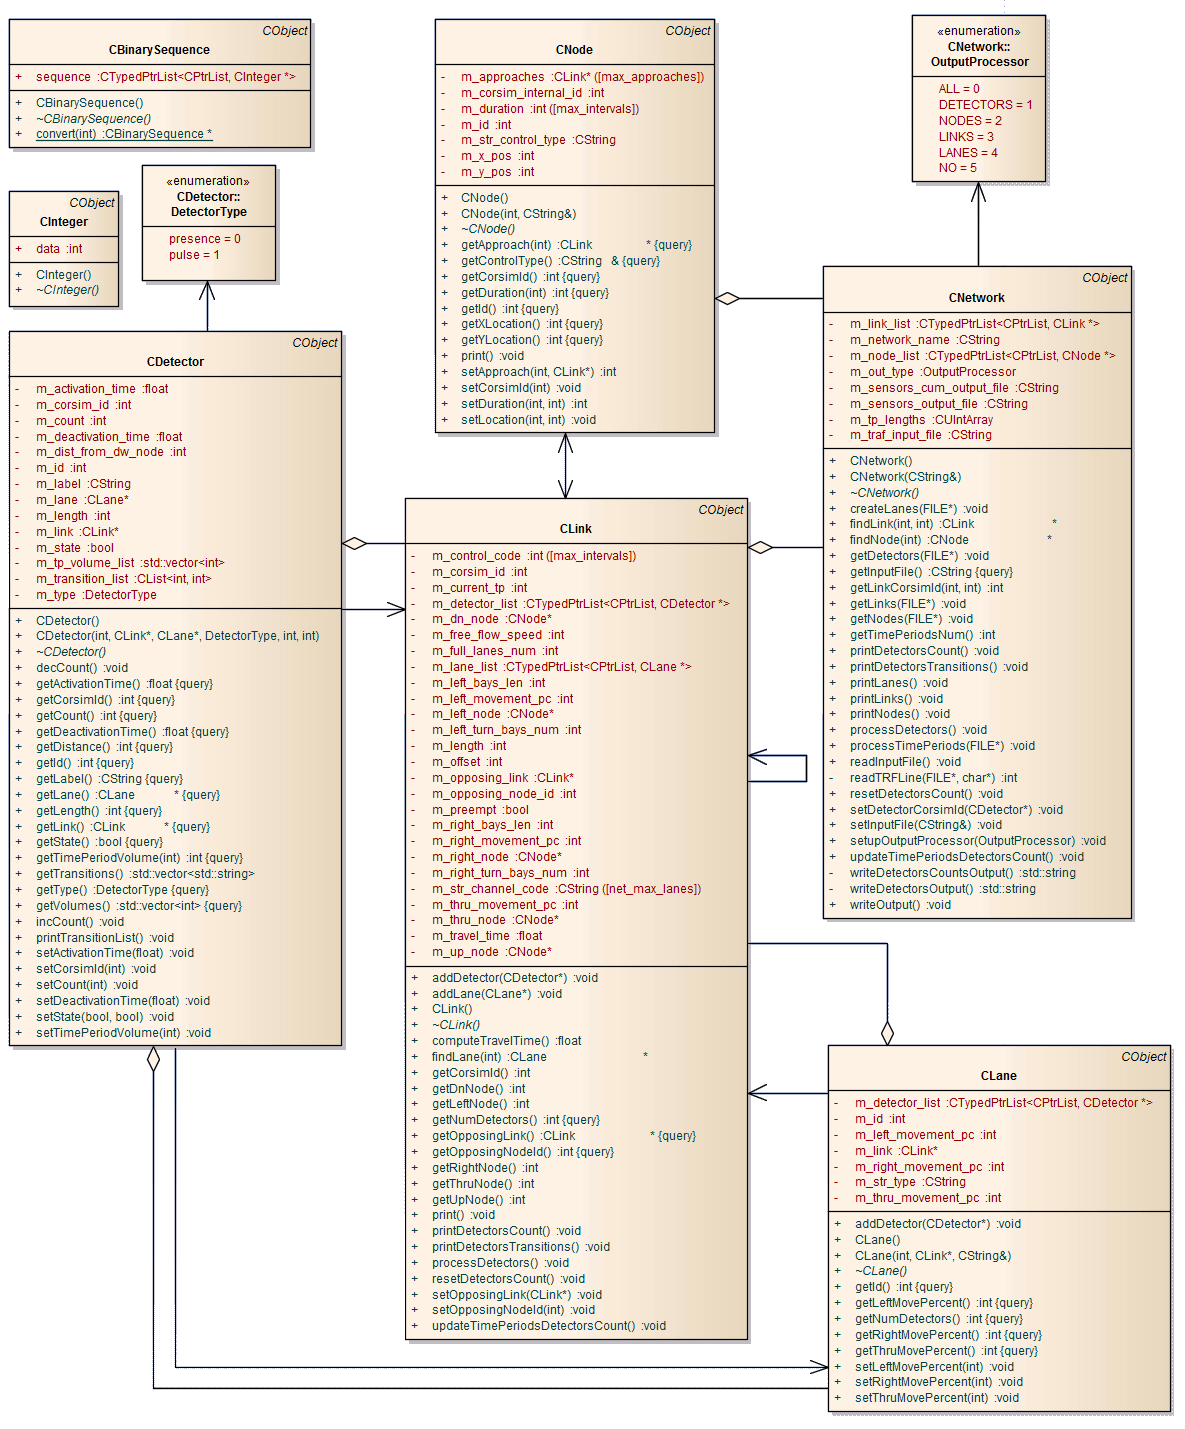 CObject
CBinarySequence
+ sequence :CTypedPtrList<CPtrList, CInteger *>
+ CBinarySequence()
+ ~CBinarySequence()
+ convert(int) :CBinarySequence *
CObject
CInteger
+ data :int
+ CInteger()
+ ~CInteger()
«enumeration»
CDetector::
DetectorType
presence = 0
pulse = 1
CObject
CDetector
- m_activation_time :float
- m_corsim_id :int
- m_count :int
- m_deactivation_time :float
- m_dist_from_dw_node :int
- m_id :int
- m_label :CString
- m_lane :CLane*
- m_length :int
- m_link :CLink*
- m_state :bool
- m_tp_volume_list :std::vector<int>
- m_transition_list :CList<int, int>
- m_type :DetectorType
+ CDetector()
+ CDetector(int, CLink*, CLane*, DetectorType, int, int)
+ ~CDetector()
+ decCount() :void
+ getActivationTime() :float {query}
+ getCorsimId() :int {query}
+ getCount() :int {query}
+ getDeactivationTime() :float {query}
+ getDistance() :int {query}
+ getId() :int {query}
+ getLabel() :CString {query}
+ getLane() :CLane * {query}
+ getLength() :int {query}
+ getLink() :CLink * {query}
+ getState() :bool {query}
+ getTimePeriodVolume(int) :int {query}
+ getTransitions() :std::vector<std::string>
+ getType() :DetectorType {query}
+ getVolumes() :std::vector<int> {query}
+ incCount() :void
+ printTransitionList() :void
+ setActivationTime(float) :void
+ setCorsimId(int) :void
+ setCount(int) :void
+ setDeactivationTime(float) :void
+ setState(bool, bool) :void
+ setTimePeriodVolume(int) :void
CObject
CNode
- m_approaches :CLink* ([max_approaches])
- m_corsim_internal_id :int
- m_duration :int ([max_intervals])
- m_id :int
- m_str_control_type :CString
- m_x_pos :int
- m_y_pos :int
+ CNode()
+ CNode(int, CString&)
+ ~CNode()
+ getApproach(int) :CLink * {query}
+ getControlType() :CString & {query}
+ getCorsimId() :int {query}
+ getDuration(int) :int {query}
+ getId() :int {query}
+ getXLocation() :int {query}
+ getYLocation() :int {query}
+ print() :void
+ setApproach(int, CLink*) :int
+ setCorsimId(int) :void
+ setDuration(int, int) :int
+ setLocation(int, int) :void
CObject
CLink
- m_control_code :int ([max_intervals])
- m_corsim_id :int
- m_current_tp :int
- m_detector_list :CTypedPtrList<CPtrList, CDetector *>
- m_dn_node :CNode*
- m_free_flow_speed :int
- m_full_lanes_num :int
- m_lane_list :CTypedPtrList<CPtrList, CLane *>
- m_left_bays_len :int
- m_left_movement_pc :int
- m_left_node :CNode*
- m_left_turn_bays_num :int
- m_length :int
- m_offset :int
- m_opposing_link :CLink*
- m_opposing_node_id :int
- m_preempt :bool
- m_right_bays_len :int
- m_right_movement_pc :int
- m_right_node :CNode*
- m_right_turn_bays_num :int
- m_str_channel_code :CString ([net_max_lanes])
- m_thru_movement_pc :int
- m_thru_node :CNode*
- m_travel_time :float
- m_up_node :CNode*
+ addDetector(CDetector*) :void
+ addLane(CLane*) :void
+ CLink()
+ ~CLink()
+ computeTravelTime() :float
+ findLane(int) :CLane *
+ getCorsimId() :int
+ getDnNode() :int
+ getLeftNode() :int
+ getNumDetectors() :int {query}
+ getOpposingLink() :CLink * {query}
+ getOpposingNodeId() :int {query}
+ getRightNode() :int
+ getThruNode() :int
+ getUpNode() :int
+ print() :void
+ printDetectorsCount() :void
+ printDetectorsTransitions() :void
+ processDetectors() :void
+ resetDetectorsCount() :void
+ setOpposingLink(CLink*) :void
+ setOpposingNodeId(int) :void
+ updateTimePeriodsDetectorsCount() :void
«enumeration»
CNetwork::
OutputProcessor
ALL = 0
DETECTORS = 1
NODES = 2
LINKS = 3
LANES = 4
NO = 5
CObject
CNetwork
- m_link_list :CTypedPtrList<CPtrList, CLink *>
- m_network_name :CString
- m_node_list :CTypedPtrList<CPtrList, CNode *>
- m_out_type :OutputProcessor
- m_sensors_cum_output_file :CString
- m_sensors_output_file :CString
- m_tp_lengths :CUIntArray
- m_traf_input_file :CString
+ CNetwork()
+ CNetwork(CString&)
+ ~CNetwork()
+ createLanes(FILE*) :void
+ findLink(int, int) :CLink *
+ findNode(int) :CNode *
+ getDetectors(FILE*) :void
+ getInputFile() :CString {query}
+ getLinkCorsimId(int, int) :int
+ getLinks(FILE*) :void
+ getNodes(FILE*) :void
+ getTimePeriodsNum() :int
+ printDetectorsCount() :void
+ printDetectorsTransitions() :void
+ printLanes() :void
+ printLinks() :void
+ printNodes() :void
+ processDetectors() :void
+ processTimePeriods(FILE*) :void
+ readInputFile() :void
- readTRFLine(FILE*, char*) :int
+ resetDetectorsCount() :void
+ setDetectorCorsimId(CDetector*) :void
+ setInputFile(CString&) :void
+ setupOutputProcessor(OutputProcessor) :void
+ updateTimePeriodsDetectorsCount() :void
- writeDetectorsCountsOutput() :std::string
- writeDetectorsOutput() :std::string
+ writeOutput() :void
CObject
CLane
- m_detector_list :CTypedPtrList<CPtrList, CDetector *>
- m_id :int
- m_left_movement_pc :int
- m_link :CLink*
- m_right_movement_pc :int
- m_str_type :CString
- m_thru_movement_pc :int
+ addDetector(CDetector*) :void
+ CLane()
+ CLane(int, CLink*, CString&)
+ ~CLane()
+ getId() :int {query}
+ getLeftMovePercent() :int {query}
+ getNumDetectors() :int {query}
+ getRightMovePercent() :int {query}
+ getThruMovePercent() :int {query}
+ setLeftMovePercent(int) :void
+ setRightMovePercent(int) :void
+ setThruMovePercent(int) :void